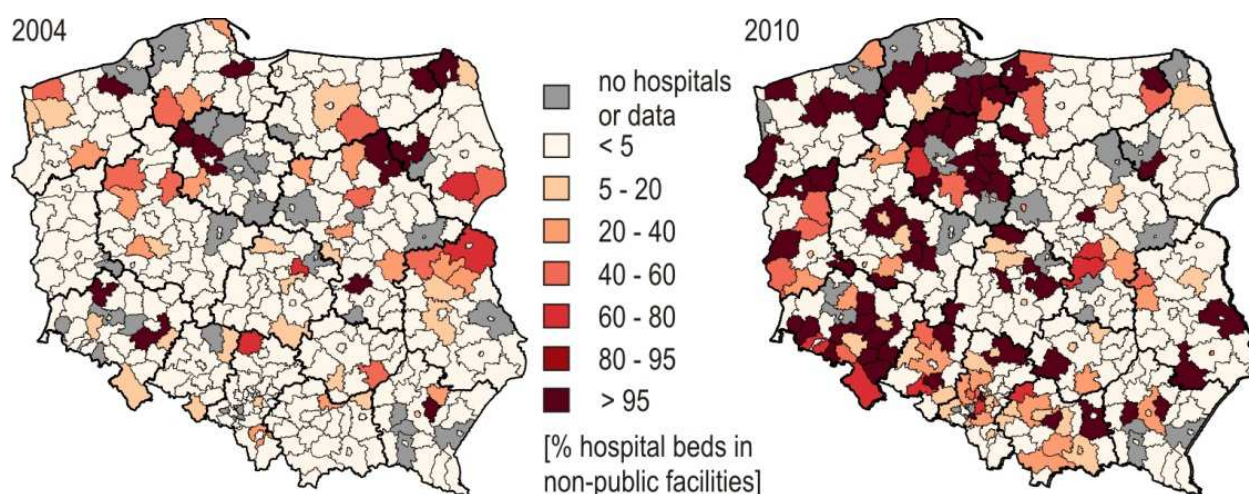 2004
2010
no hospitals
or data
< 5
5 - 20
20 - 40
40 - 60
60 - 80
80 - 95
> 95
[% hospital beds in
non-public facilities]